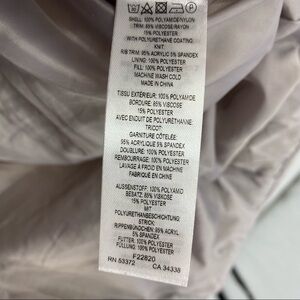 SHELL: 100% POLYAMIDE/NYLON
TRIM: 85% VISCOSE/RAYON
15% POLYESTER
WITH POLYURETHANE COATING
KNIT
RIB TRIM: 95% ACRYLIC 5% SPANDEX
LINING: 100% POLYESTER
FILL: 100% POLYESTER
MACHINE WASH COLD
MADE IN CHINA
TISSU EXTÉRIEUR: 100% POLYAMIDE
BORDURE: 85% VISCOSE
15% POLYESTER
AVEC ENDUIT DE POLYURETHANNE:
TRICOT:
GARNITURE CÔTELÉE:
95% ACRYLIQUE 5% SPANDEX
DOUBLURE: 100% POLYESTER
REMBOURRAGE: 100% POLYESTER
LAVAGE À FROID EN MACHINE
FABRIQUÉ EN CHINE
AUSSENSTOFF: 100% POLYAMID
BESATZ: 85% VISKOSE
15% POLYESTER
MIT
POLYURETHANBESCHICHTUNG
STRICK
RIPPENBÜNDCHEN: 95% ACRYL
5% SPANDEX
FUTTER: 100% POLYESTER
FÜLLUNG: 100% POLYESTER
F22820
RN 53372 CA 34338